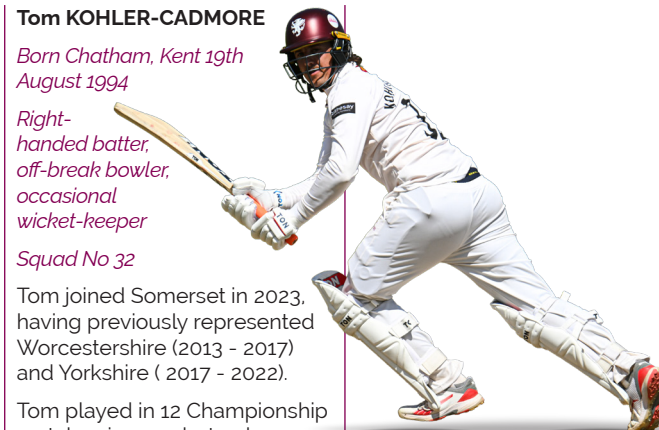 Tom KOHLER-CADMORE
Born Chatham, Kent 19th
August 1994
Right-
handed batter,
off-break bowler,
occasional
wicket-keeper
Squad No 32
Tom joined Somerset in 2023,
having previously represented
Worcestershire (2013 - 2017)
and Yorkshire ( 2017 - 2022).
Tom played in 12 Championship